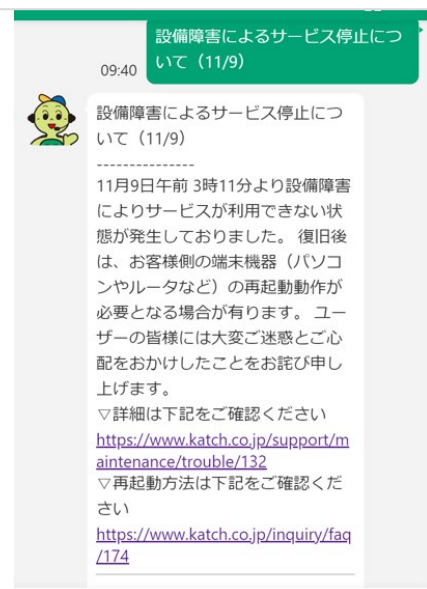 設備障害によるサービス停止につ
いて（11/9）
09:40
設備障害によるサービス停止につ
いて（11/9）
---------------
11月9日午前 3時11分より設備障害
によりサービスが利用できない状
態が発生しておりました。 復旧後
は、お客様側の端末機器（パソコ
ンやルータなど）の再起動動作が
必要となる場合が有ります。 ユー
ザーの皆様には大変ご迷惑とご心
配をおかけしたことをお詫び申し
上げます。
▽詳細は下記をご確認ください
https://www.katch.co.jp/support/m
aintenance/trouble/132
▽再起動方法は下記をご確認くだ
さい
https://www.katch.co.jp/inquiry/faq
/174